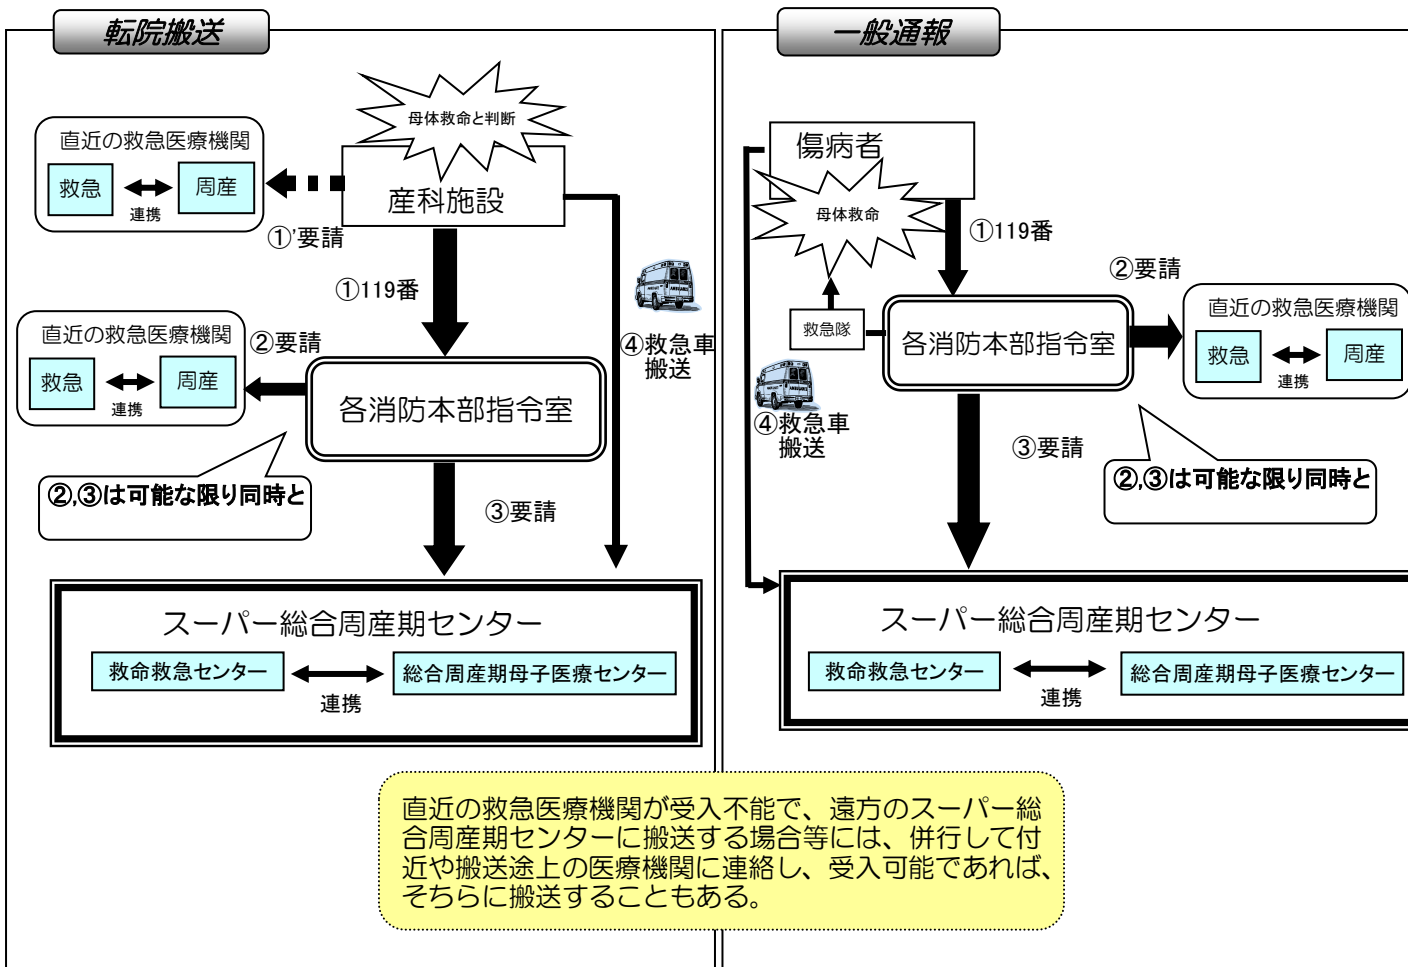 転院搬送
母体救命と判断
直近の救急医療機関
救急
周産
連携
産科施設
①’要請
①119番
直近の救急医療機関
救急
周産
連携
②要請
④救急車
搬送
各消防本部指令室
②,③は可能な限り同時と
③要請
スーパー総合周産期センター
救命救急センター
総合周産期母子医療センター
連携
一般通報
傷病者
母体救命
①119番
②要請
救急隊
各消防本部指令室
直近の救急医療機関
救急
周産
連携
④救急車
搬送
③要請
②,③は可能な限り同時と
スーパー総合周産期センター
救命救急センター
総合周産期母子医療センター
連携
直近の救急医療機関が受入不能で、遠方のスーパー総
合周産期センターに搬送する場合等には、併行して付
近や搬送途上の医療機関に連絡し、受入可能であれば、
そちらに搬送することもある。